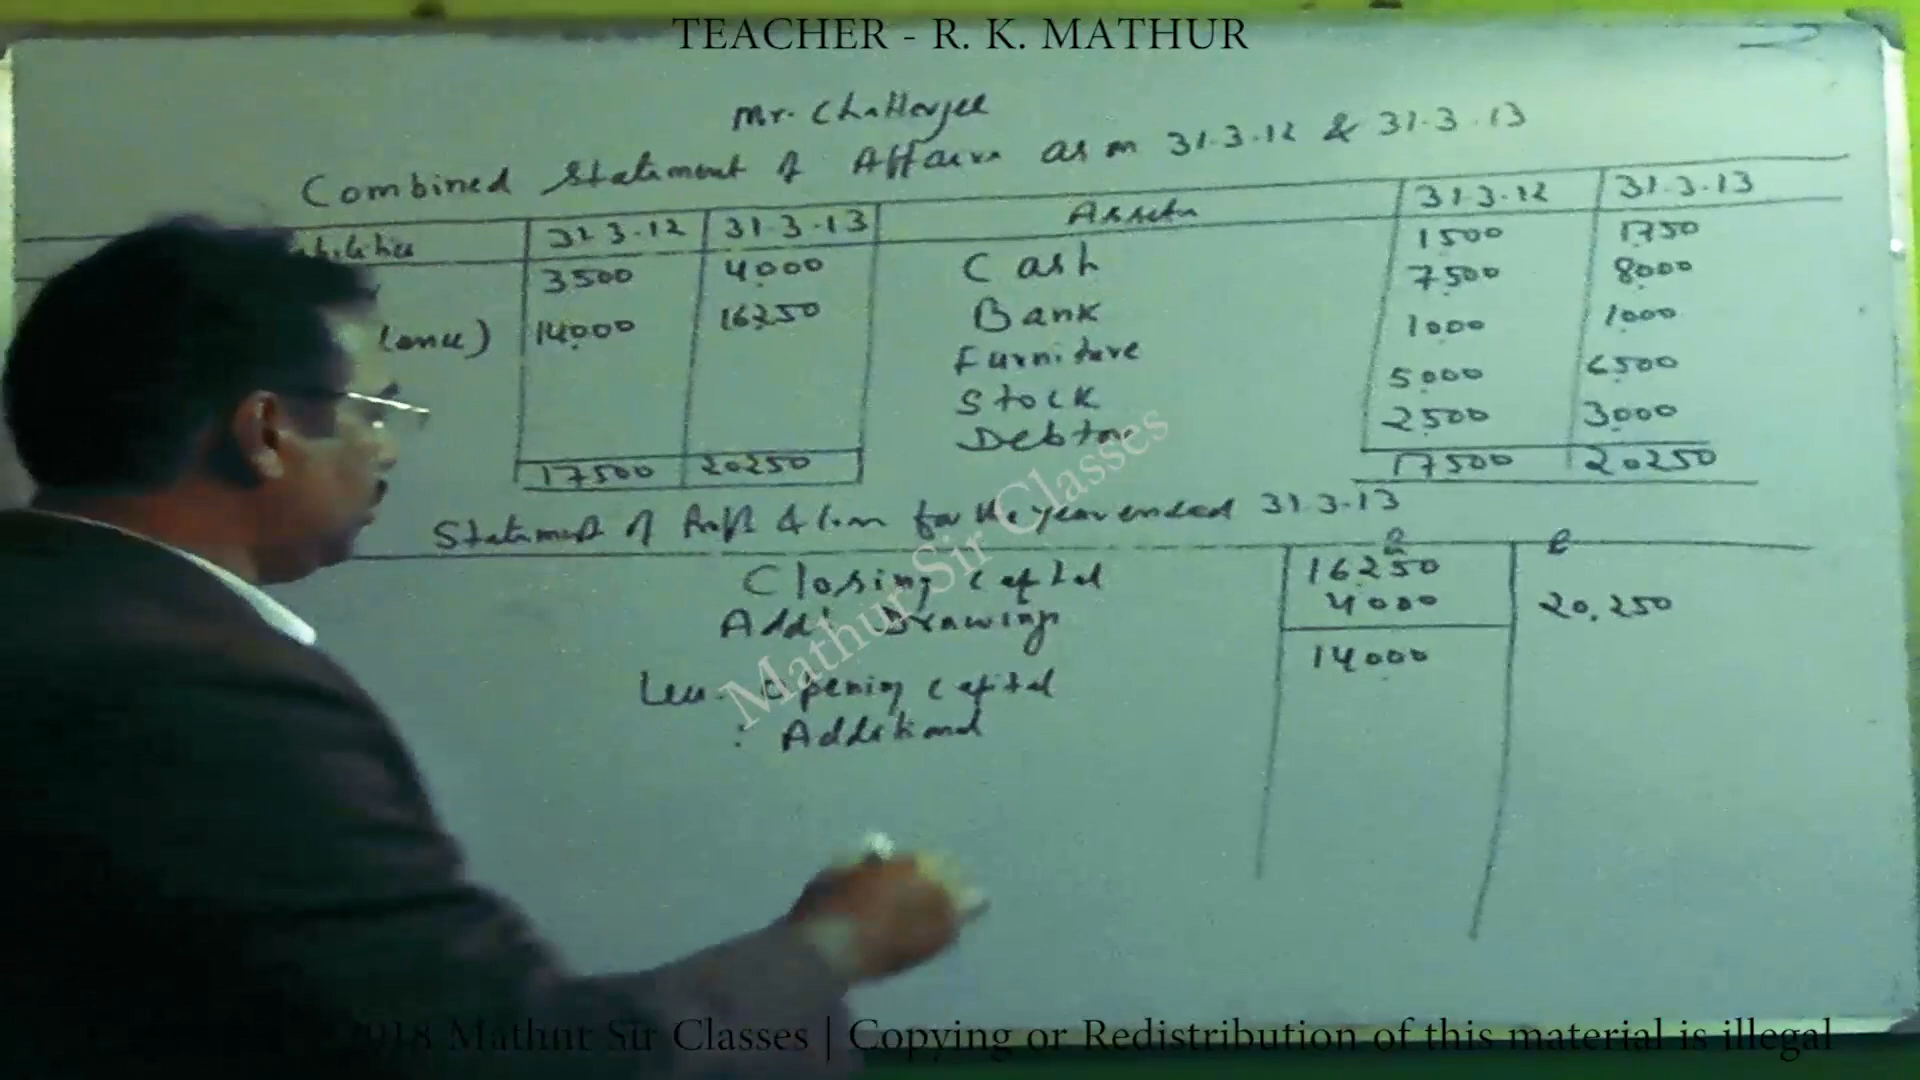 TEACHER - R. K. MATHUR
Mr. Chatterjee
Combined Statement of Affairs as on 31.3.12 & 31.3.13
31.3.12 31.3.13 Assets 31.3.12 31.3.13
3500 4000 Cash 1500 1750
14000 16250 Bank 7500 8000
Furniture 1000 1000
Stock 5000 6500
Debtors 2500 3000
17500 20250 17500 20250
Statement of Profit & loss for the year ended 31.3.13
Closing capital 16250
Add: Drawings 4000 20,250
Less: Opening capital 14000
: Additional
Mathur Sir Classes
2018 Mathur Sir Classes | Copying or Redistribution of this material is illegal